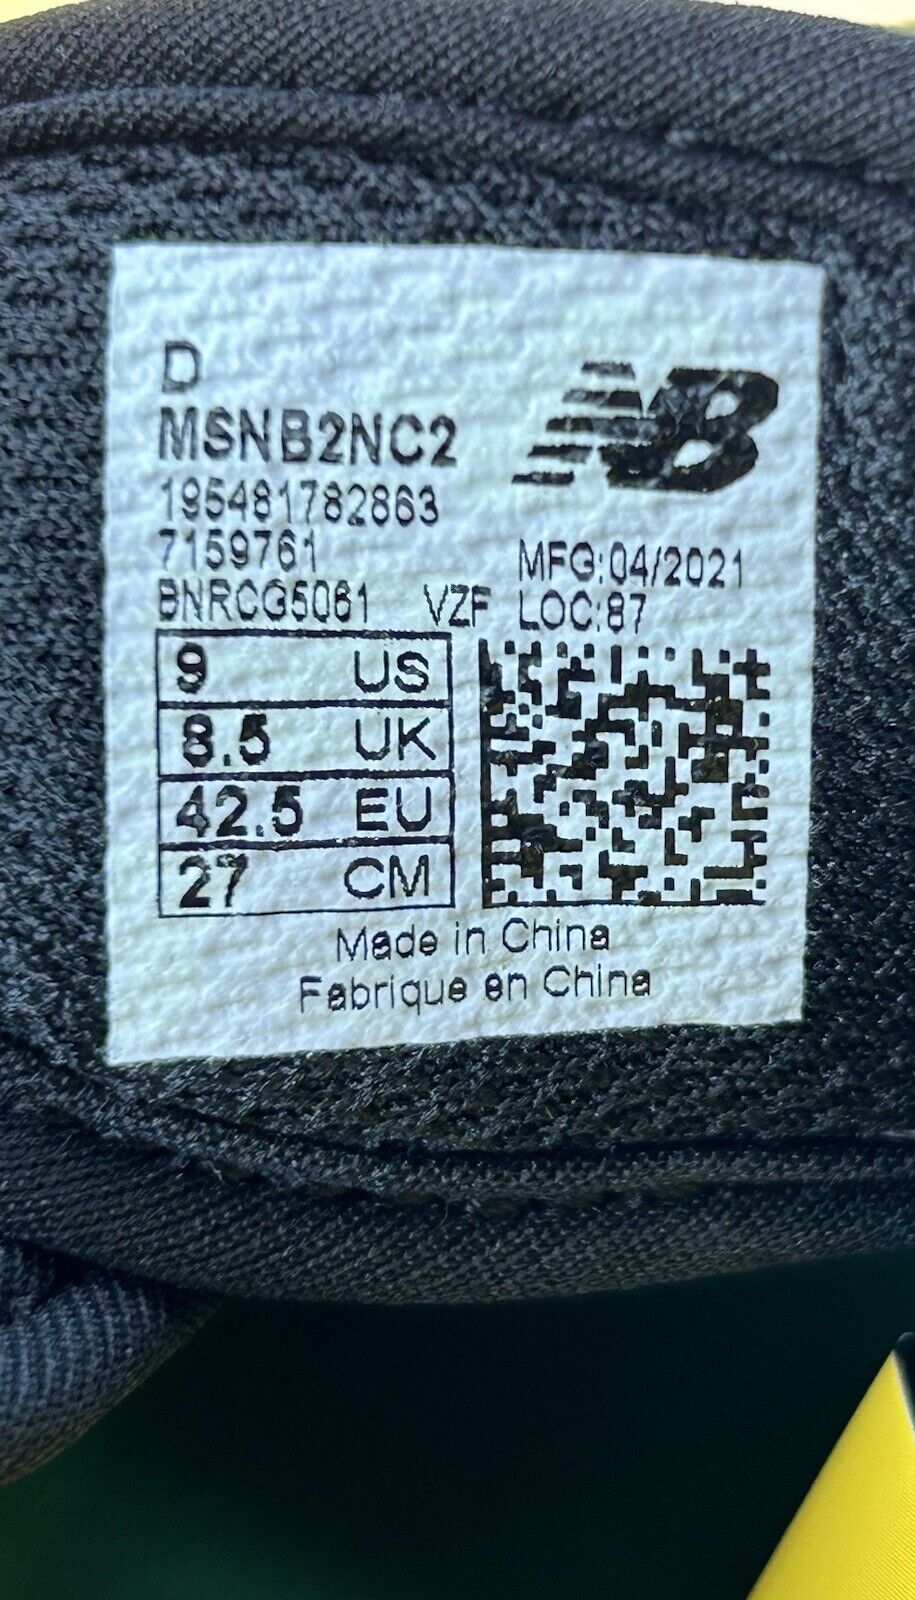 D
MSNB2NC2
NB
195481782863
7159761
MFG:04/2021
BNRCG5061 VZF LOC:87
9 US
8.5 UK
42.5 EU
27 CM
Made in China
Fabrique en China